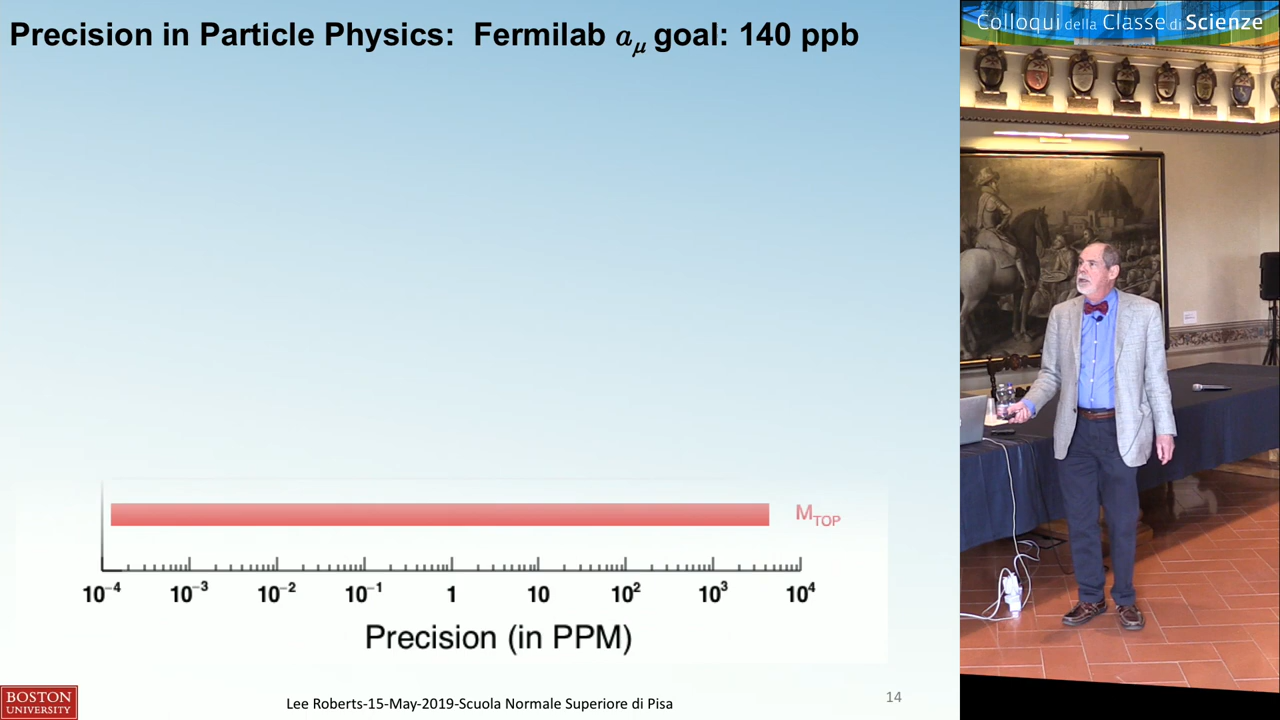 Precision in Particle Physics: Fermilab aμ goal: 140 ppb
Colloqui della Classe di Scienze
MTOP
10⁻⁴ 10⁻³ 10⁻² 10⁻¹ 1 10 10² 10³ 10⁴
Precision (in PPM)
BOSTON
UNIVERSITY
Lee Roberts-15-May-2019-Scuola Normale Superiore di Pisa
14